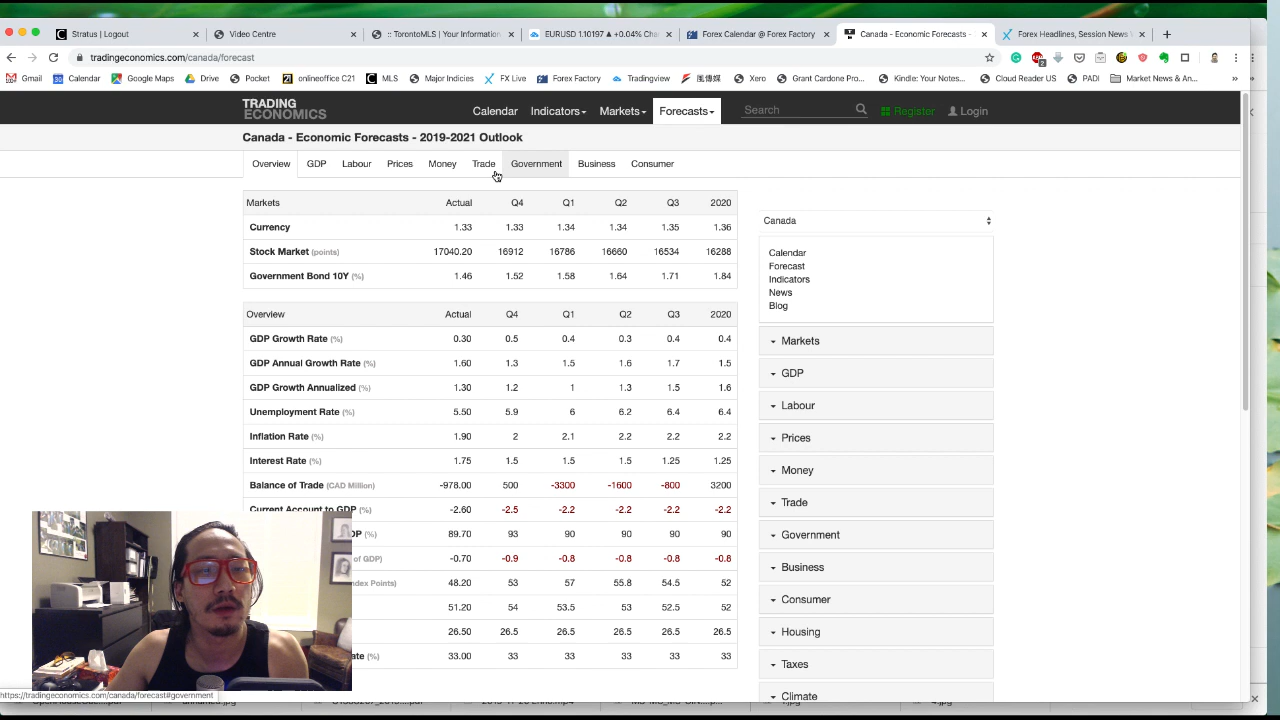 Stratus | Logout
Video Centre
:: TorontoMLS | Your Information
EURUSD 1.10197 ▲ +0.04% Cha
Forex Calendar @ Forex Factory
Canada - Economic Forecasts -
Forex Headlines, Session News
tradingeconomics.com/canada/forecast
Gmail Calendar Google Maps Drive Pocket onlineoffice C21 MLS Major Indicies FX Live Forex Factory Tradingview 風傳媒 Xero Grant Cardone Pro... Kindle: Your Notes... Cloud Reader US PADI Market News & An...
TRADING
ECONOMICS
Calendar Indicators Markets Forecasts Search Register Login
Canada - Economic Forecasts - 2019-2021 Outlook
Overview GDP Labour Prices Money Trade Government Business Consumer
Markets Actual Q4 Q1 Q2 Q3 2020
Currency 1.33 1.33 1.34 1.34 1.35 1.36
Stock Market (points) 17040.20 16912 16786 16660 16534 16288
Government Bond 10Y (%) 1.46 1.52 1.58 1.64 1.71 1.84
Overview Actual Q4 Q1 Q2 Q3 2020
GDP Growth Rate (%) 0.30 0.5 0.4 0.3 0.4 0.4
GDP Annual Growth Rate (%) 1.60 1.3 1.5 1.6 1.7 1.5
GDP Growth Annualized (%) 1.30 1.2 1 1.3 1.5 1.6
Unemployment Rate (%) 5.50 5.9 6 6.2 6.4 6.4
Inflation Rate (%) 1.90 2 2.1 2.2 2.2 2.2
Interest Rate (%) 1.75 1.5 1.5 1.5 1.25 1.25
Balance of Trade (CAD Million) -978.00 500 -3300 -1600 -800 3200
Current Account to GDP (%) -2.60 -2.5 -2.2 -2.2 -2.2 -2.2
DP (%) 89.70 93 90 90 90 90
of GDP) -0.70 -0.9 -0.8 -0.8 -0.8 -0.8
ndex Points) 48.20 53 57 55.8 54.5 52
51.20 54 53.5 53 52.5 52
26.50 26.5 26.5 26.5 26.5 26.5
ate (%) 33.00 33 33 33 33 33
Canada
Calendar
Forecast
Indicators
News
Blog
Markets
GDP
Labour
Prices
Money
Trade
Government
Business
Consumer
Housing
Taxes
Climate
https://tradingeconomics.com/canada/forecast#government